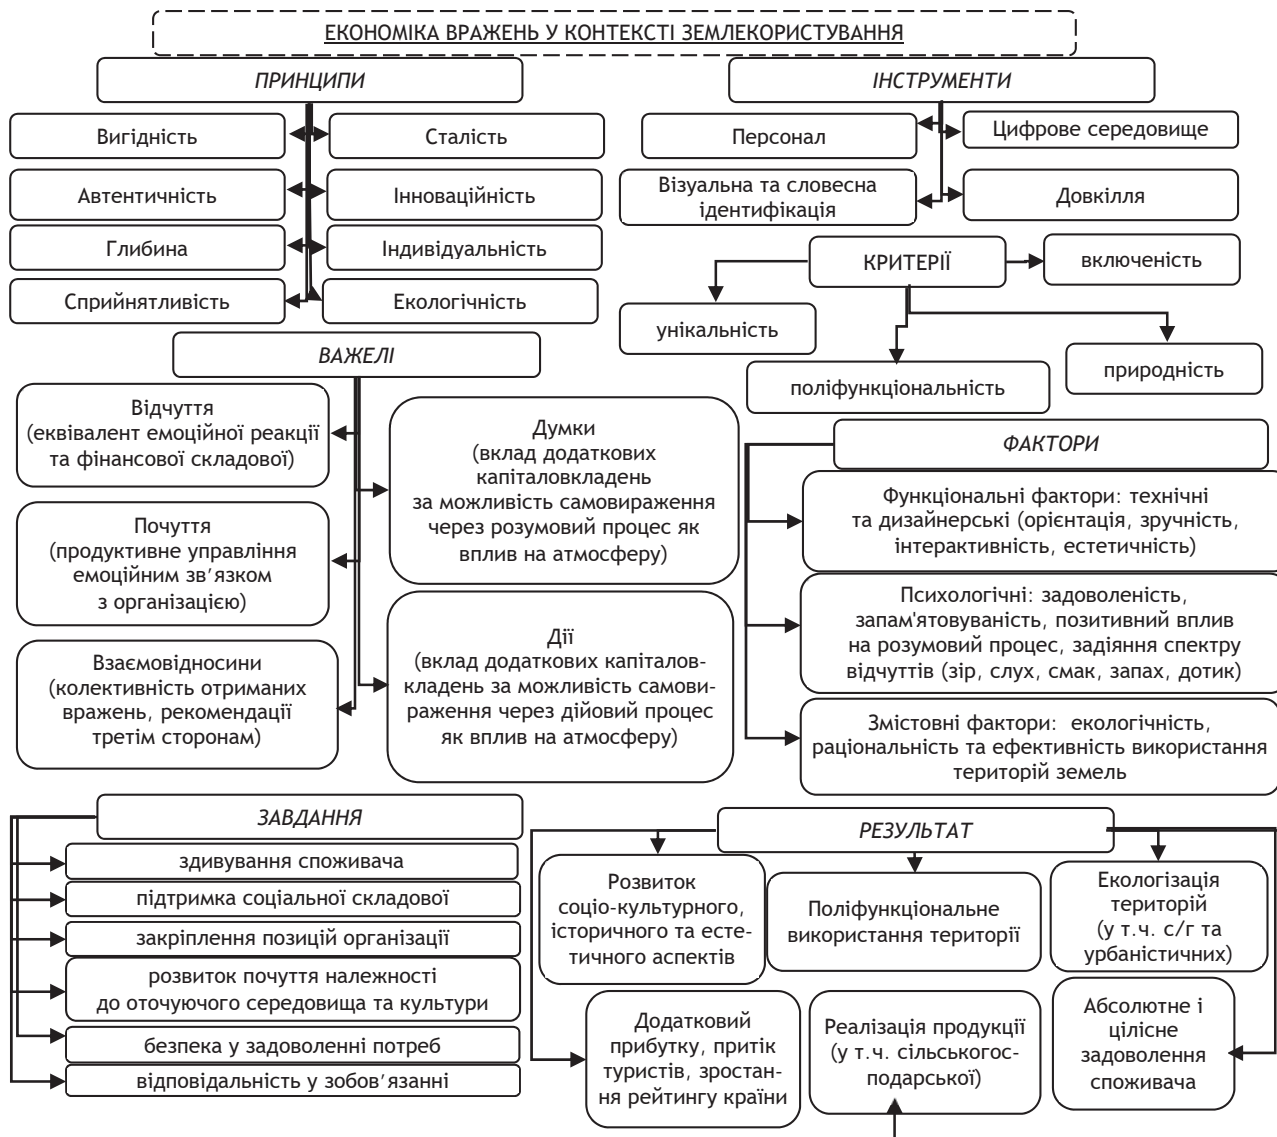 ЕКОНОМІКА ВРАЖЕНЬ У КОНТЕКСТІ ЗЕМЛЕКОРИСТУВАННЯ
ПРИНЦИПИ
Вигідність
Сталість
Автентичність
Інноваційність
Глибина
Індивідуальність
Сприйнятливість
Екологічність
ІНСТРУМЕНТИ
Персонал
Цифрове середовище
Візуальна та словесна
ідентифікація
Довкілля
КРИТЕРІЇ
включеність
унікальність
поліфункціональність
природність
ВАЖЕЛІ
Відчуття
(еквівалент емоційної реакції
та фінансової складової)
Почуття
(продуктивне управління
емоційним зв’язком
з організацією)
Взаємовідносини
(колективність отриманих
вражень, рекомендації
третім сторонам)
Думки
(вклад додаткових
капіталовкладень
за можливість самовираження
через розумовий процес як
вплив на атмосферу)
Дії
(вклад додаткових капіталов-
кладень за можливість самови-
раження через дійовий процес
як вплив на атмосферу)
ФАКТОРИ
Функціональні фактори: технічні
та дизайнерські (орієнтація, зручність,
інтерактивність, естетичність)
Психологічні: задоволеність,
запам'ятовуваність, позитивний вплив
на розумовий процес, задіяння спектру
відчуттів (зір, слух, смак, запах, дотик)
Змістовні фактори: екологічність,
раціональність та ефективність використання
територій земель
ЗАВДАННЯ
здивування споживача
підтримка соціальної складової
закріплення позицій організації
розвиток почуття належності
до оточуючого середовища та культури
безпека у задоволенні потреб
відповідальність у зобов’язанні
РЕЗУЛЬТАТ
Розвиток
соціо-культурного,
історичного та есте-
тичного аспектів
Поліфункціональне
використання території
Екологізація
територій
(у т.ч. с/г та
урбаністичних)
Додатковий
прибутку, притік
туристів, зростан-
ня рейтингу країни
Реалізація продукції
(у т.ч. сільськогос-
подарської)
Абсолютне і
цілісне
задоволення
споживача